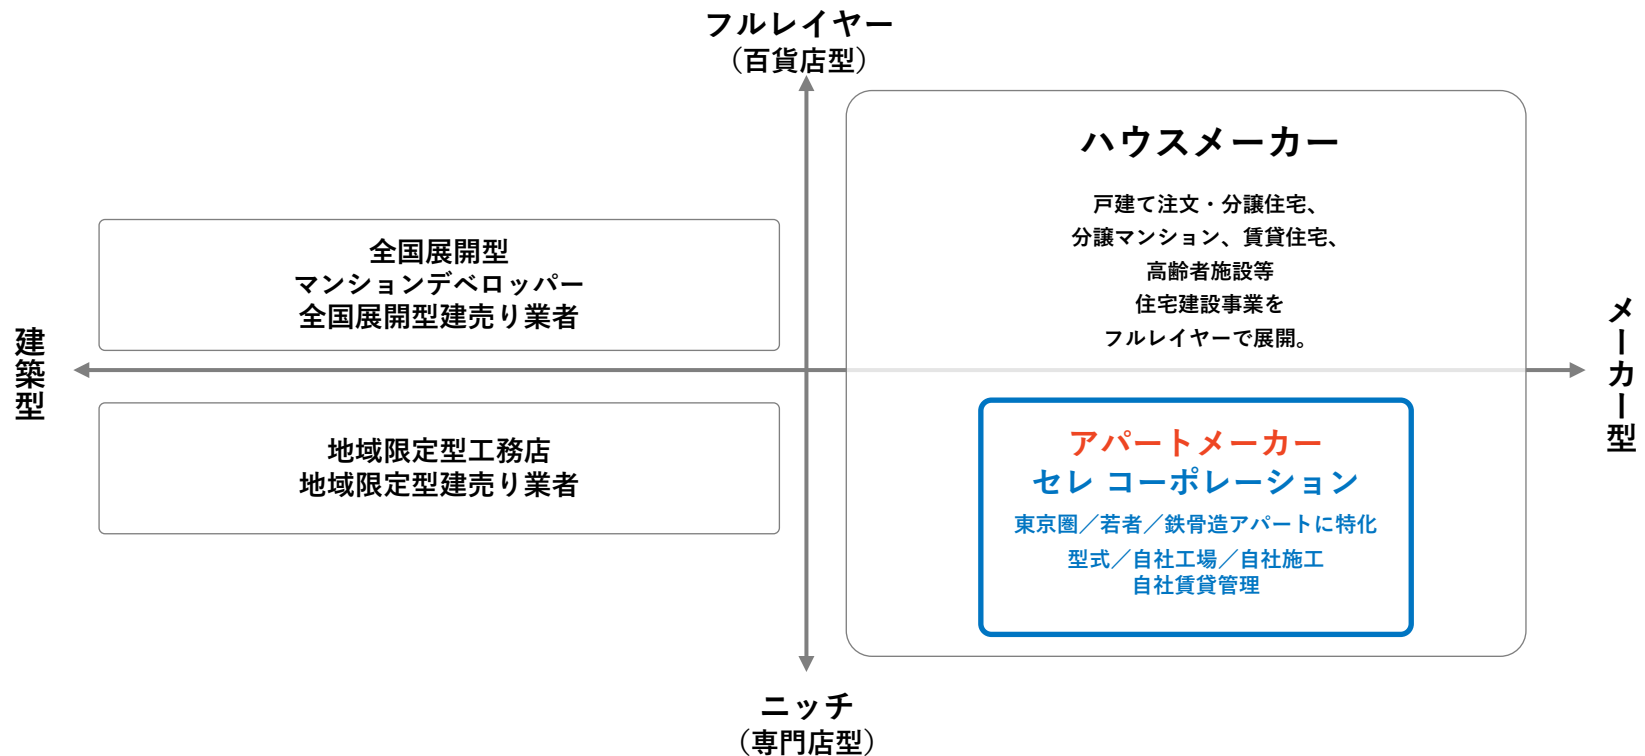 フルレイヤー
（百貨店型）
ハウスメーカー
戸建て注文・分譲住宅、
分譲マンション、賃貸住宅、
高齢者施設等
住宅建設事業を
フルレイヤーで展開。
全国展開型
マンションデベロッパー
全国展開型建売り業者
建築型
メーカー型
地域限定型工務店
地域限定型建売り業者
アパートメーカー
セレ コーポレーション
東京圏／若者／鉄骨造アパートに特化
型式／自社工場／自社施工
自社賃貸管理
ニッチ
（専門店型）